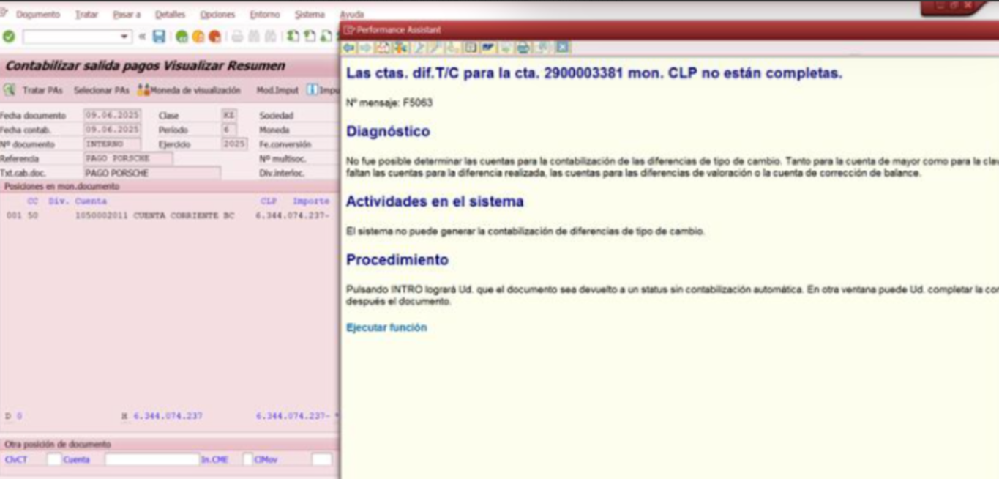 Documento Tratar Pasar a Detalles Opciones Entorno Sistema Ayuda
Performance Assistant
Contabilizar salida pagos Visualizar Resumen
Tratar PAs Selecionar PAs Moneda de visualización Mod.Imput Impu
Fecha documento 09.06.2025 Clase KZ Sociedad
Fecha contab. 09.06.2025 Período 6 Moneda
Nº documento INTERNO Ejercicio 2025 Fe.conversión
Referencia PAGO PORSCHE Nº multisoc.
Txt.cab.doc. PAGO PORSCHE Div.interloc.
Posiciones en mon.documento
CC Div. Cuenta CLP Importe
001 50 1050002011 CUENTA CORRIENTE BC 6.344.074.237-
D 0 H 6.344.074.237 6.344.074.237- *
Otra posición de documento
ClvCT Cuenta In.CME ClMov
Las ctas. dif.T/C para la cta. 2900003381 mon. CLP no están completas.
Nº mensaje: F5063
Diagnóstico
No fue posible determinar las cuentas para la contabilización de las diferencias de tipo de cambio. Tanto para la cuenta de mayor como para la cla
faltan las cuentas para la diferencia realizada, las cuentas para las diferencias de valoración o la cuenta de corrección de balance.
Actividades en el sistema
El sistema no puede generar la contabilización de diferencias de tipo de cambio.
Procedimiento
Pulsando INTRO logrará Ud. que el documento sea devuelto a un status sin contabilización automática. En otra ventana puede Ud. completar la co
después el documento.
Ejecutar función